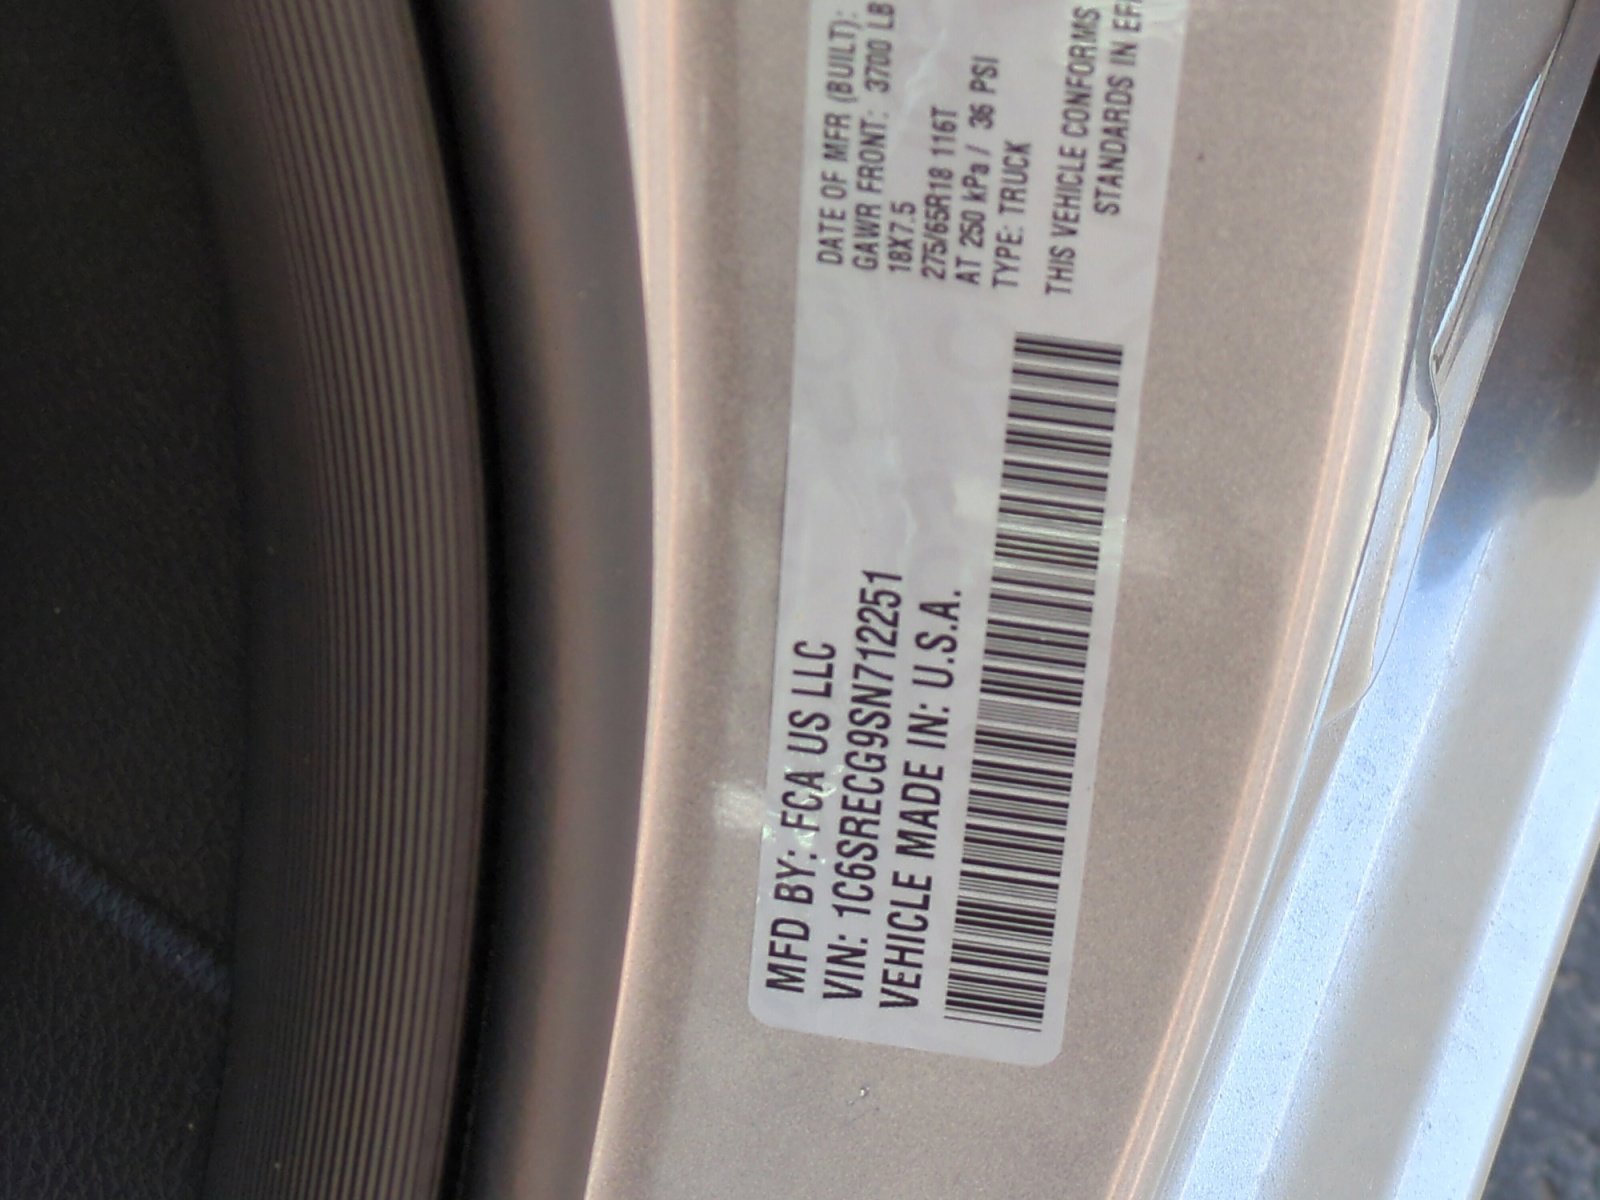 MFD BY: FCA US LLC
VIN: 1C6SRECG9SN712251
VEHICLE MADE IN: U.S.A.
DATE OF MFR (BUILT):
GAWR FRONT: 3700 LB
18X7.5
275/65R18 116T
AT 250 kPa / 36 PSI
TYPE: TRUCK
THIS VEHICLE CONFORMS
STANDARDS IN EF